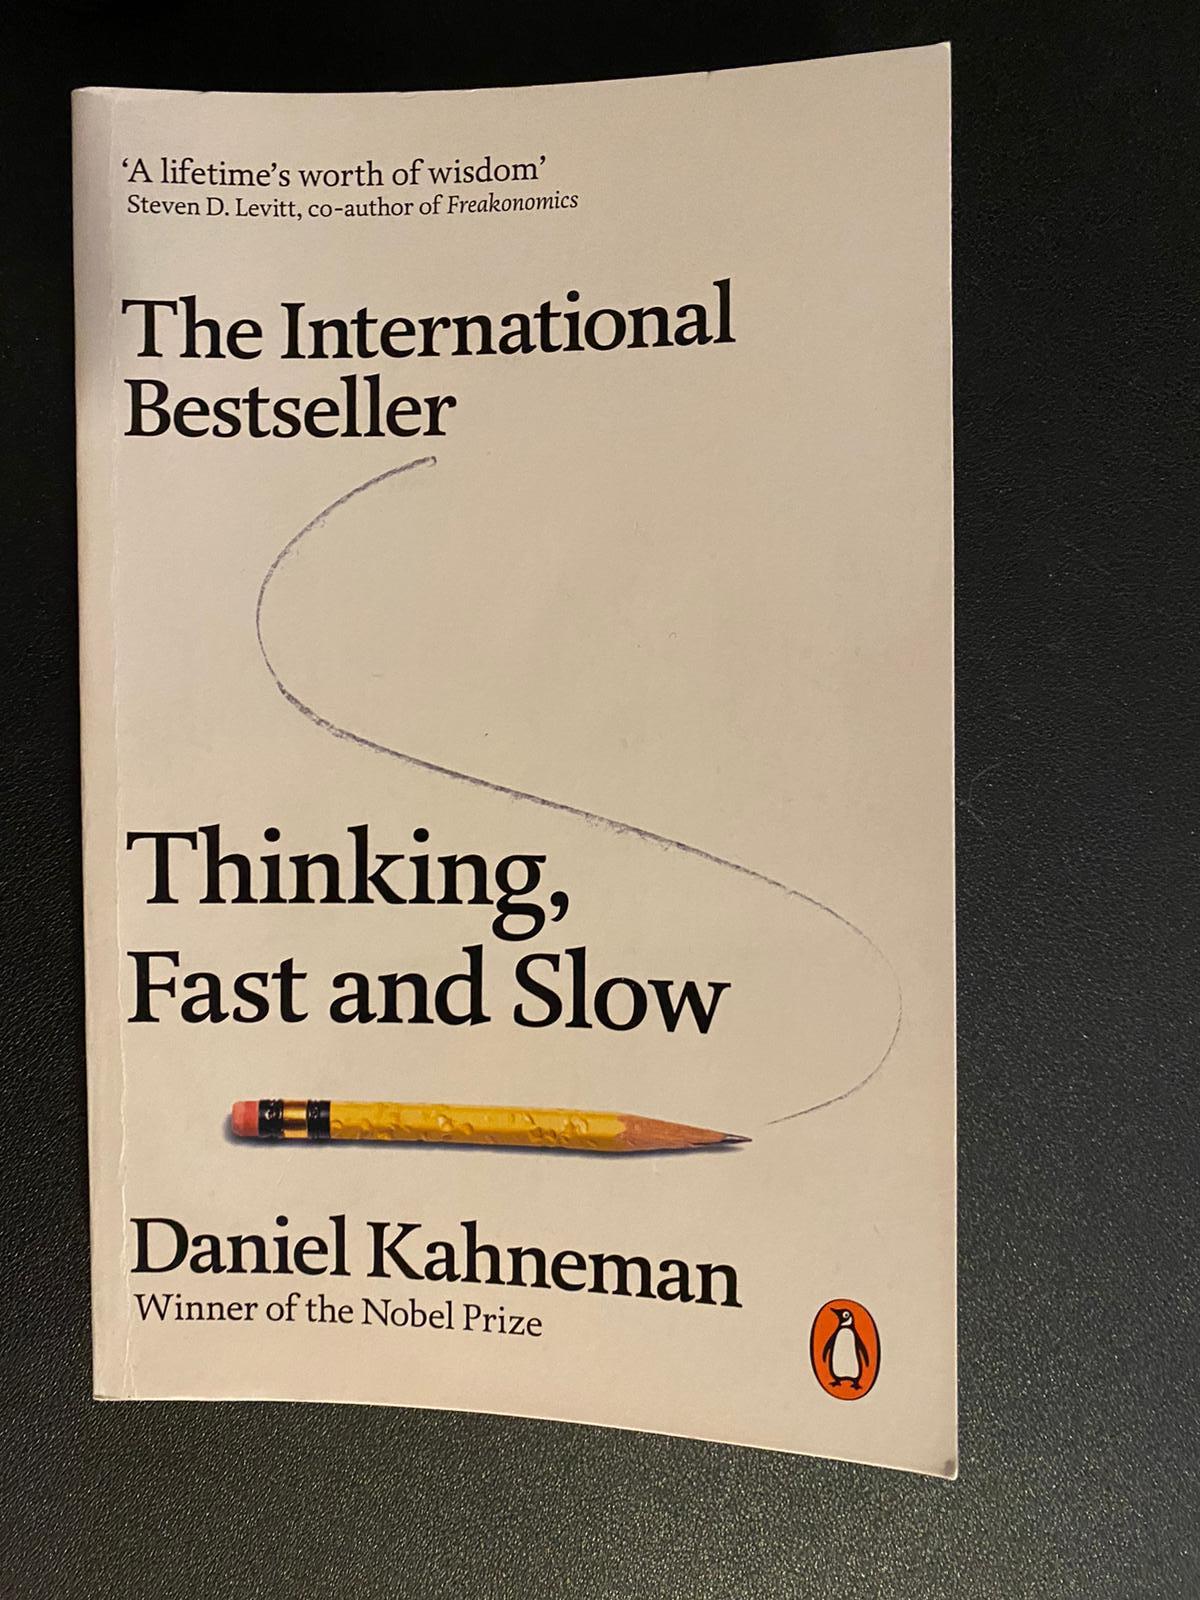 ‘A lifetime’s worth of wisdom’
Steven D. Levitt, co-author of Freakonomics
The International
Bestseller
Thinking,
Fast and Slow
Daniel Kahneman
Winner of the Nobel Prize